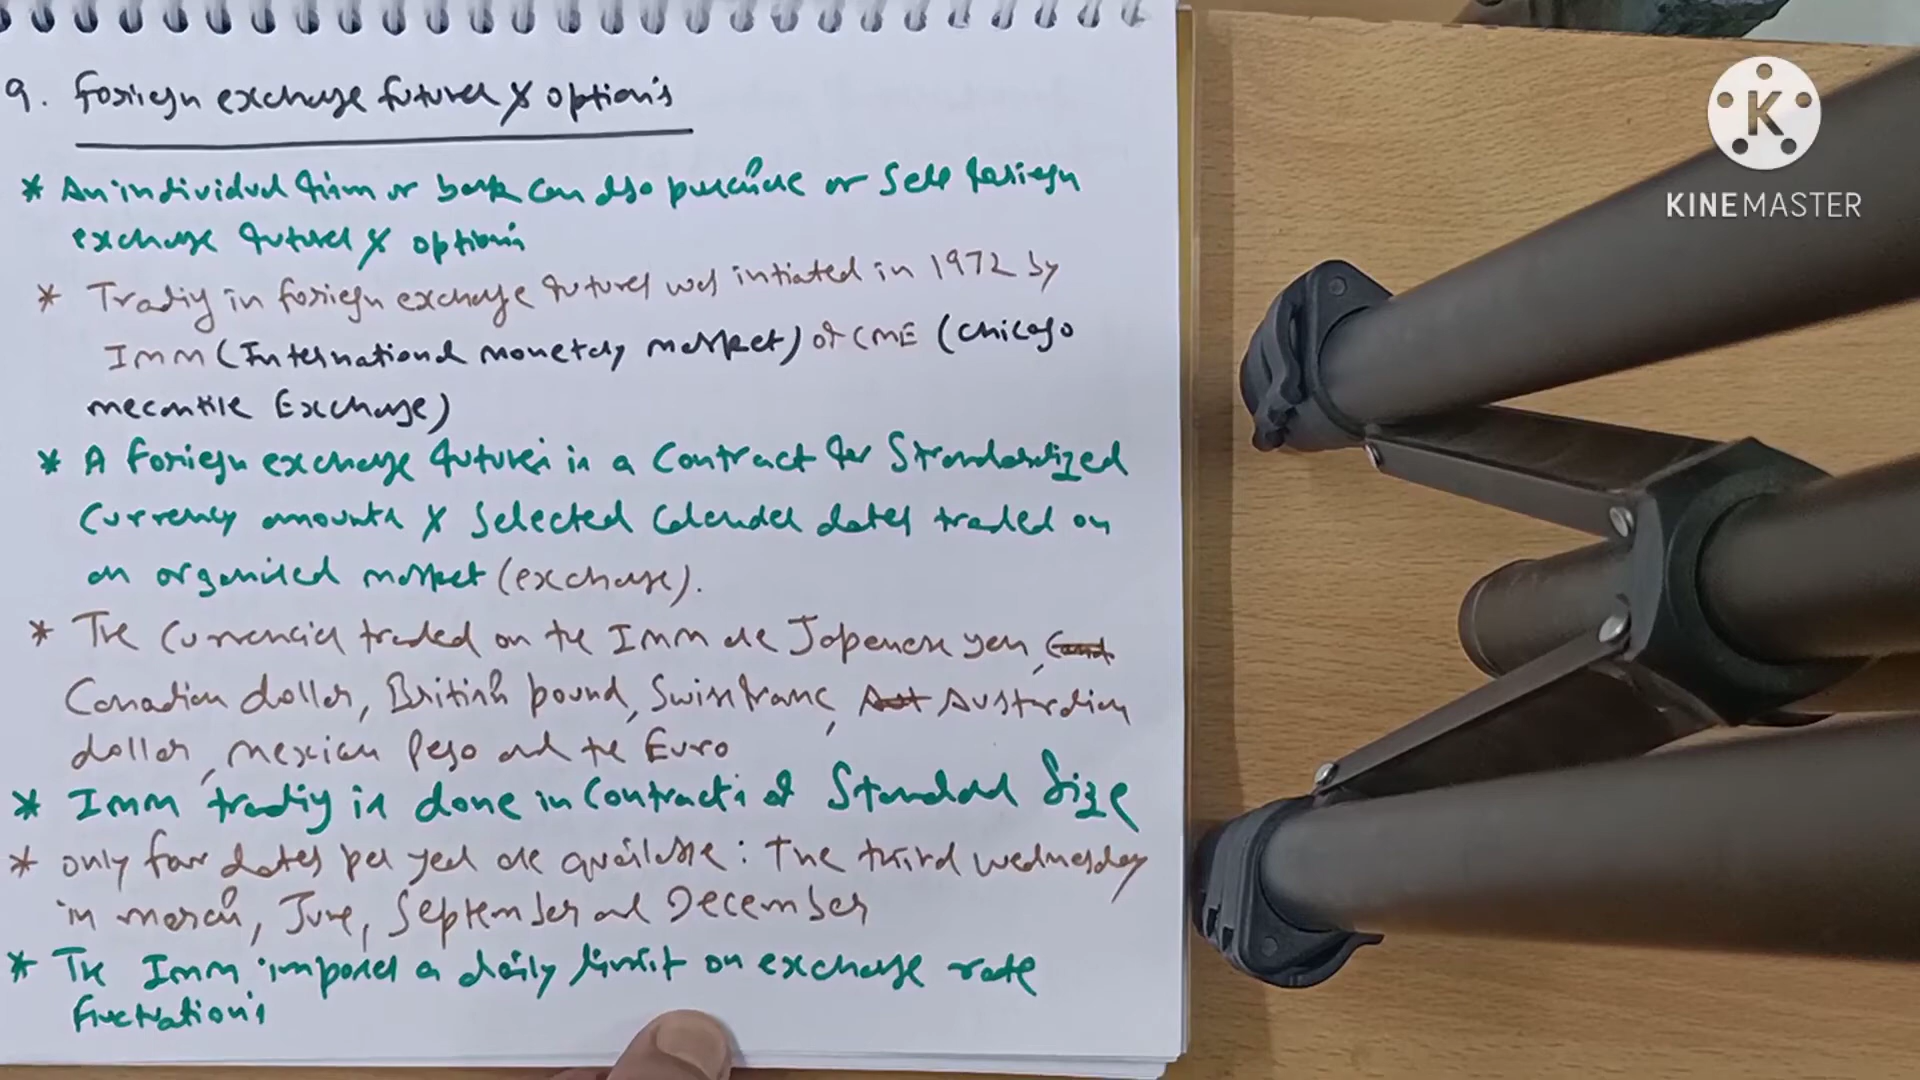 9. Foriegn exchange futures & options
* An individual firm or bank can also purchase or sell foriegn
exchange futures & options
* Trading in foriegn exchange futures was intiated in 1972 by
IMM (International monetary market) of CME (Chicago
mecantile Exchange)
* A foriegn exchange futures is a contract for Standardized
currency amounts & selected calender dates traded on
an organised market (exchange).
* The currencies traded on the IMM are Japenese yen,
Canadian dollar, British pound, Swiss franc, Australian
dollar, mexican Peso and the Euro
* IMM trading is done in contracts of Standard Size
* only four dates per year are available: The third wednesday
in march, June, September and December
* The Imm imposes a daily limit on exchange rate
fluctuations
K
KINEMASTER